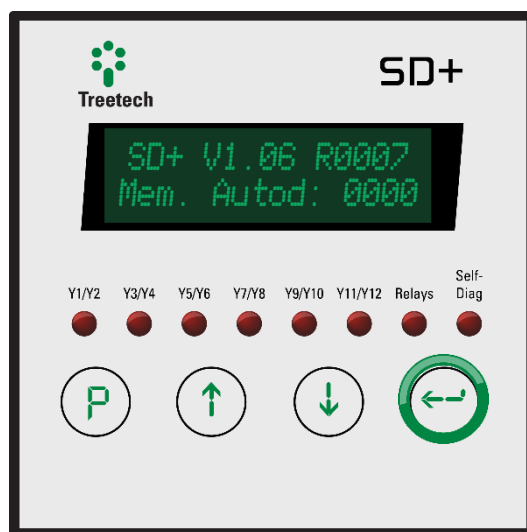 Treetech
SD+
SD+ V1.06 R0007
Mem. Autod: 0000
Y1/Y2 Y3/Y4 Y5/Y6 Y7/Y8 Y9/Y10 Y11/Y12 Relays Self-
Diag
P